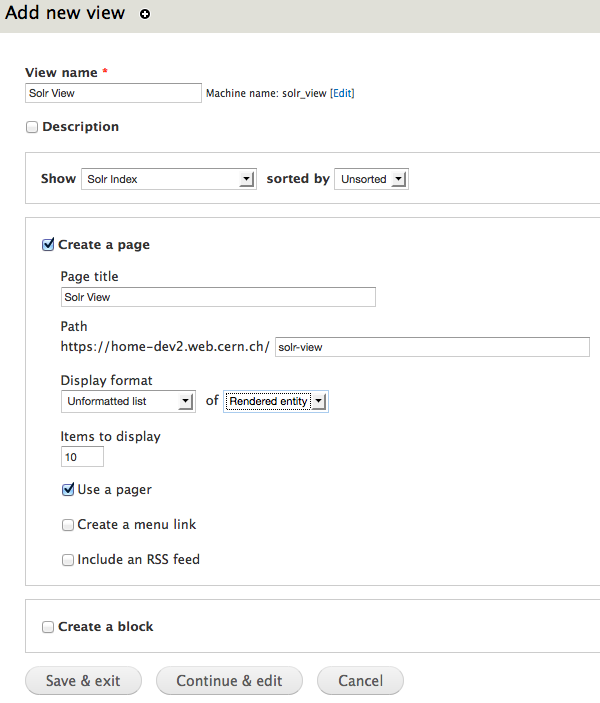 Add new view
View name *
Solr View Machine name: solr_view [Edit]
Description
Show Solr Index sorted by Unsorted
Create a page
Page title
Solr View
Path
https://home-dev2.web.cern.ch/ solr-view
Display format
Unformatted list of Rendered entity
Items to display
10
Use a pager
Create a menu link
Include an RSS feed
Create a block
Save & exit Continue & edit Cancel